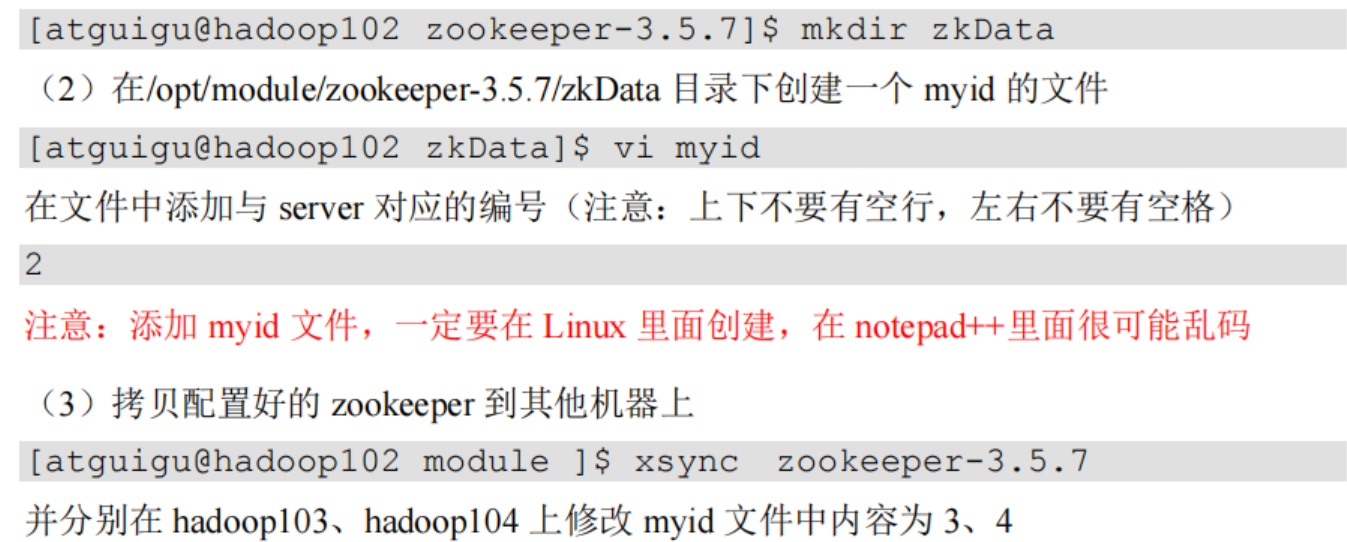 [atguigu@hadoop102 zookeeper-3.5.7]$ mkdir zkData
（2）在/opt/module/zookeeper-3.5.7/zkData 目录下创建一个 myid 的文件
[atguigu@hadoop102 zkData]$ vi myid
在文件中添加与 server 对应的编号（注意：上下不要有空行，左右不要有空格）
2
注意：添加 myid 文件，一定要在 Linux 里面创建，在 notepad++里面很可能乱码
（3）拷贝配置好的 zookeeper 到其他机器上
[atguigu@hadoop102 module ]$ xsync  zookeeper-3.5.7
并分别在 hadoop103、hadoop104 上修改 myid 文件中内容为 3、4